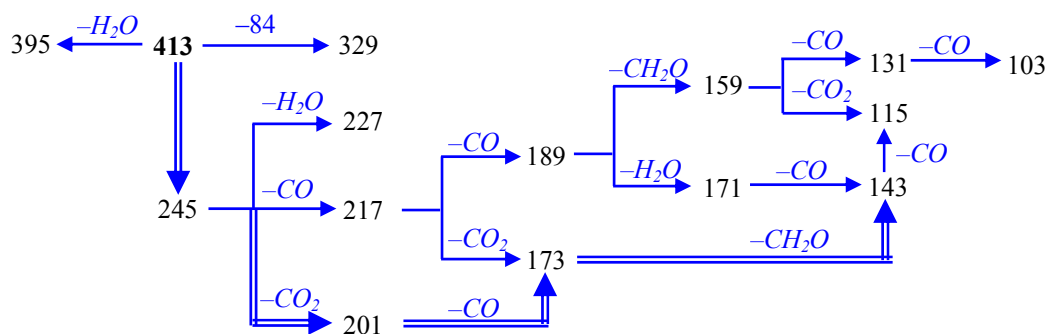 395 –H₂O 413 –84 329
–CH₂O 159 –CO 131 –CO 103
–CO₂ 115
–H₂O 227
–CO 189 –H₂O 171 –CO 143 –CO
245 –CO 217
–CO₂ 173 –CH₂O
–CO₂ 201 –CO